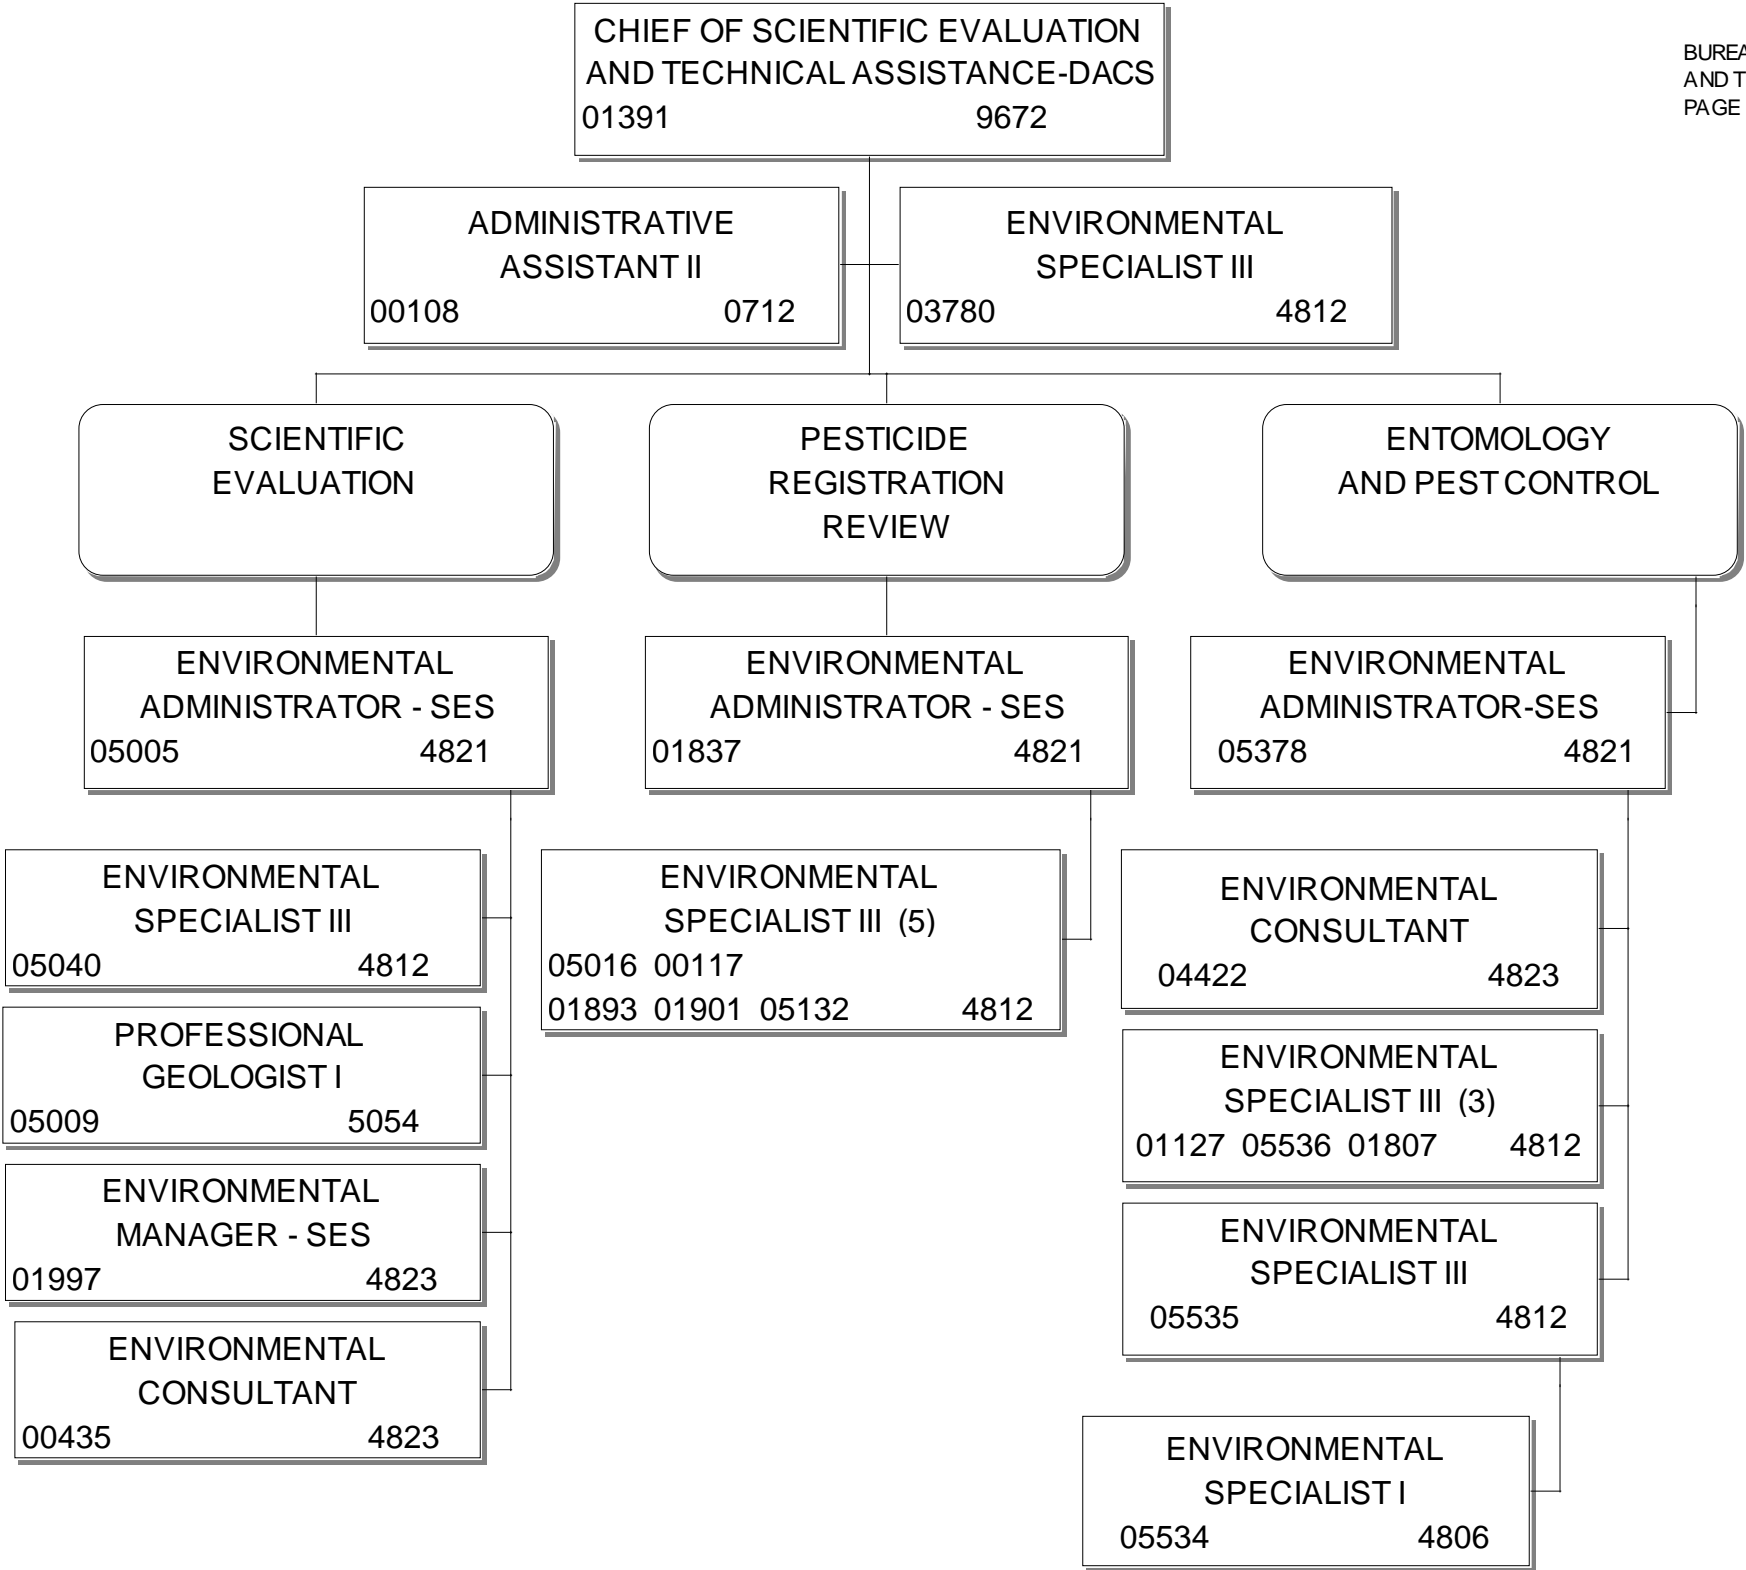 CHIEF OF SCIENTIFIC EVALUATION
AND TECHNICAL ASSISTANCE-DACS
01391 9672
PAGE
ADMINISTRATIVE
ASSISTANT II
00108 0712
ENVIRONMENTAL
SPECIALIST III
03780 4812
SCIENTIFIC
EVALUATION
PESTICIDE
REGISTRATION
REVIEW
ENTOMOLOGY
AND PEST CONTROL
ENVIRONMENTAL
ADMINISTRATOR - SES
05005 4821
ENVIRONMENTAL
ADMINISTRATOR - SES
01837 4821
ENVIRONMENTAL
ADMINISTRATOR-SES
05378 4821
ENVIRONMENTAL
SPECIALIST III
05040 4812
PROFESSIONAL
GEOLOGIST I
05009 5054
ENVIRONMENTAL
MANAGER - SES
01997 4823
ENVIRONMENTAL
CONSULTANT
00435 4823
ENVIRONMENTAL
SPECIALIST III (5)
05016 00117
01893 01901 05132 4812
ENVIRONMENTAL
CONSULTANT
04422 4823
ENVIRONMENTAL
SPECIALIST III (3)
01127 05536 01807 4812
ENVIRONMENTAL
SPECIALIST III
05535 4812
ENVIRONMENTAL
SPECIALIST I
05534 4806